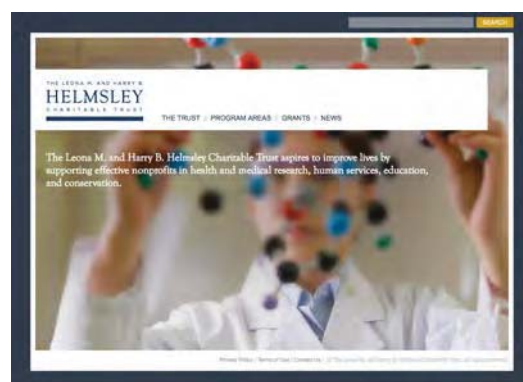 SEARCH
THE LEONA M. AND HARRY B.
HELMSLEY
CHARITABLE TRUST
THE TRUST / PROGRAM AREAS / GRANTS / NEWS
The Leona M. and Harry B. Helmsley Charitable Trust aspires to improve lives by
supporting effective nonprofits in health and medical research, human services, education,
and conservation.
Privacy Policy / Terms of Use / Contact Us /